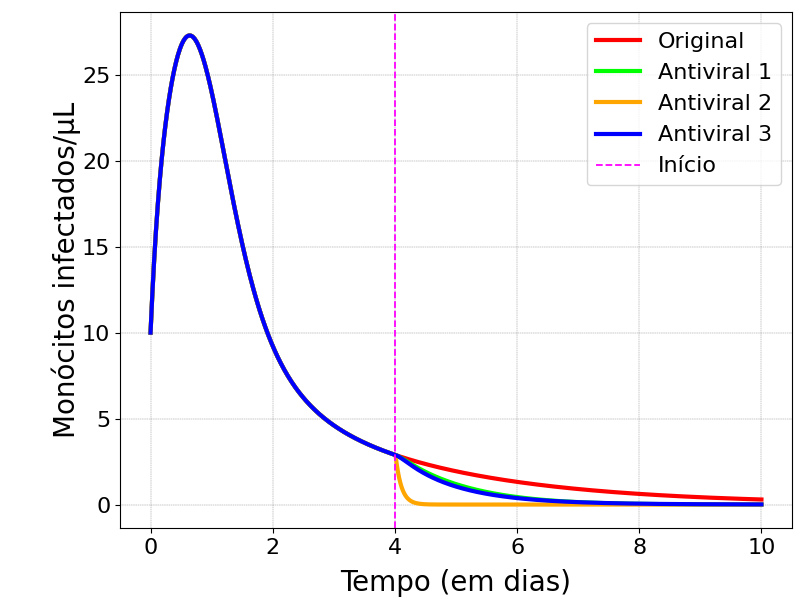 Monócitos infectados/µL
25
20
15
10
5
0
Original
Antiviral 1
Antiviral 2
Antiviral 3
Início
0 2 4 6 8 10
Tempo (em dias)